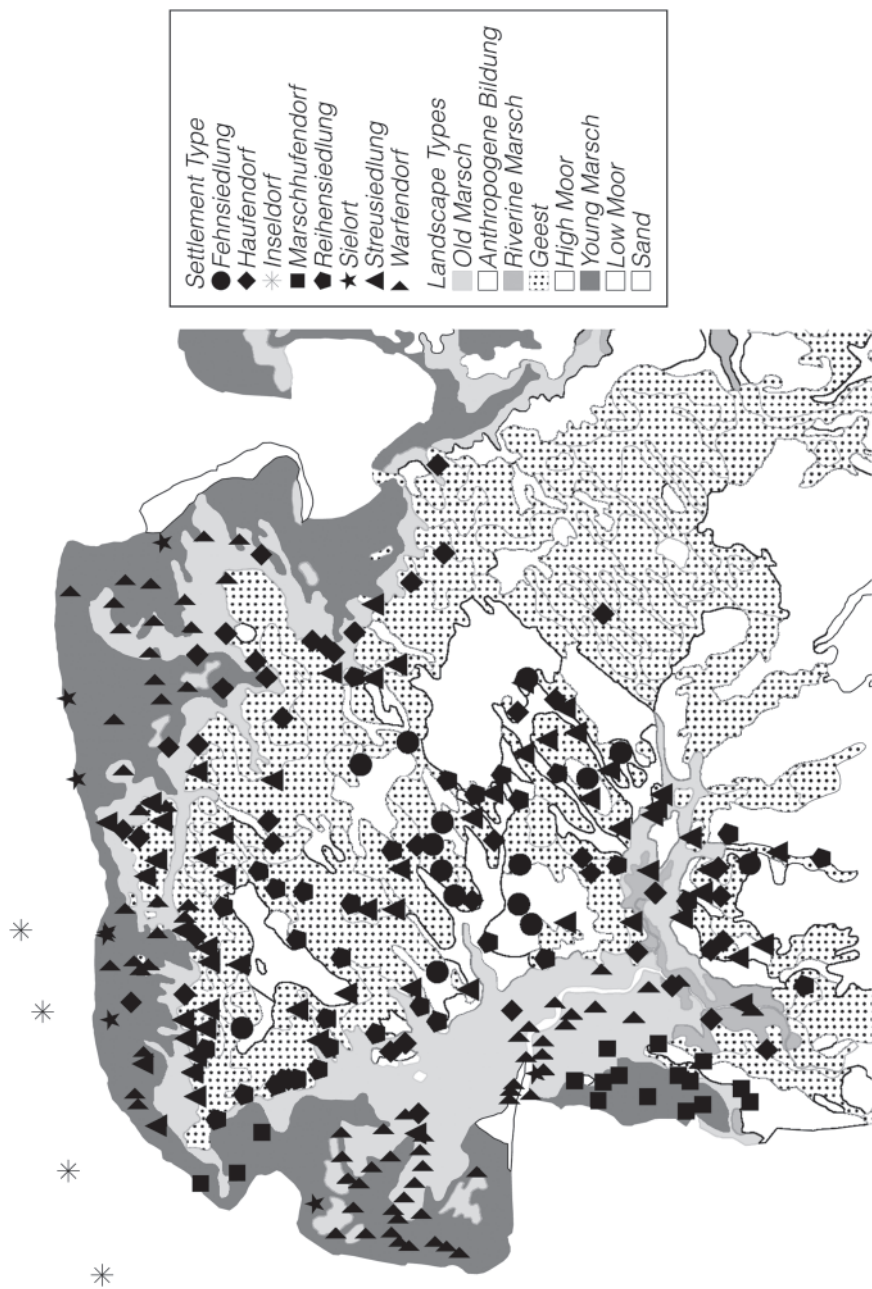 Settlement Type
Fehnsiedlung
Haufendorf
Inseldorf
Marschhufendorf
Reihensiedlung
Sielort
Streusiedlung
Warfendorf
Landscape Types
Old Marsch
Anthropogene Bildung
Riverine Marsch
Geest
High Moor
Young Marsch
Low Moor
Sand